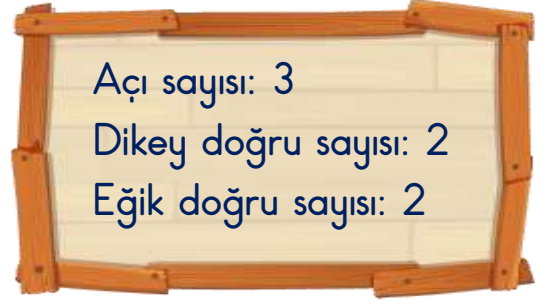 Açı sayısı: 3
Dikey doğru sayısı: 2
Eğik doğru sayısı: 2